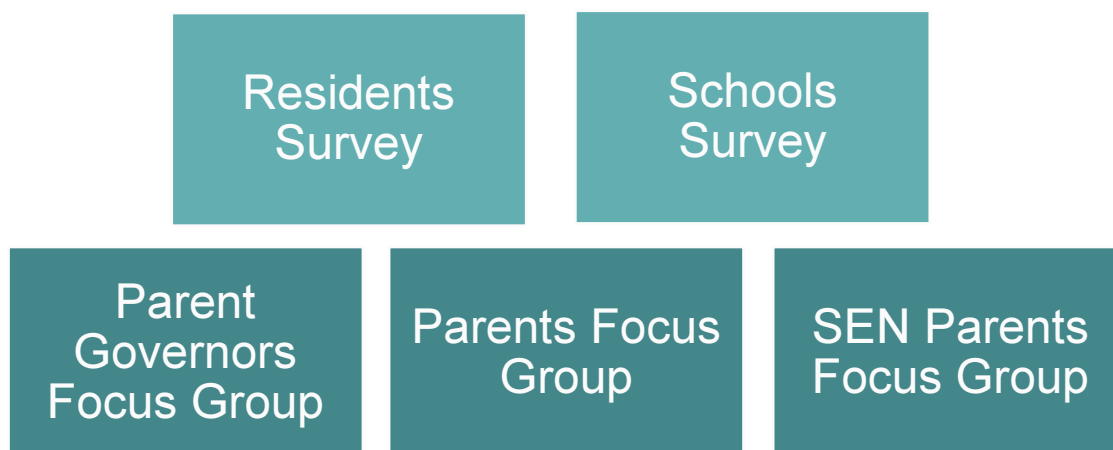 Residents
Survey
Schools
Survey
Parent
Governors
Focus Group
Parents Focus
Group
SEN Parents
Focus Group